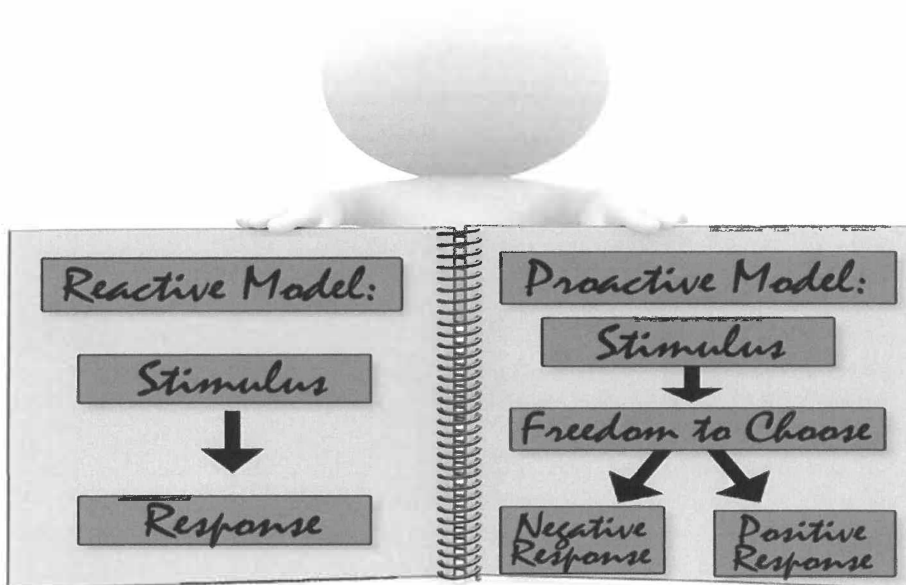 Reactive Model:
Stimulus
Response
Proactive Model:
Stimulus
Freedom to Choose
Negative
Response
Positive
Response